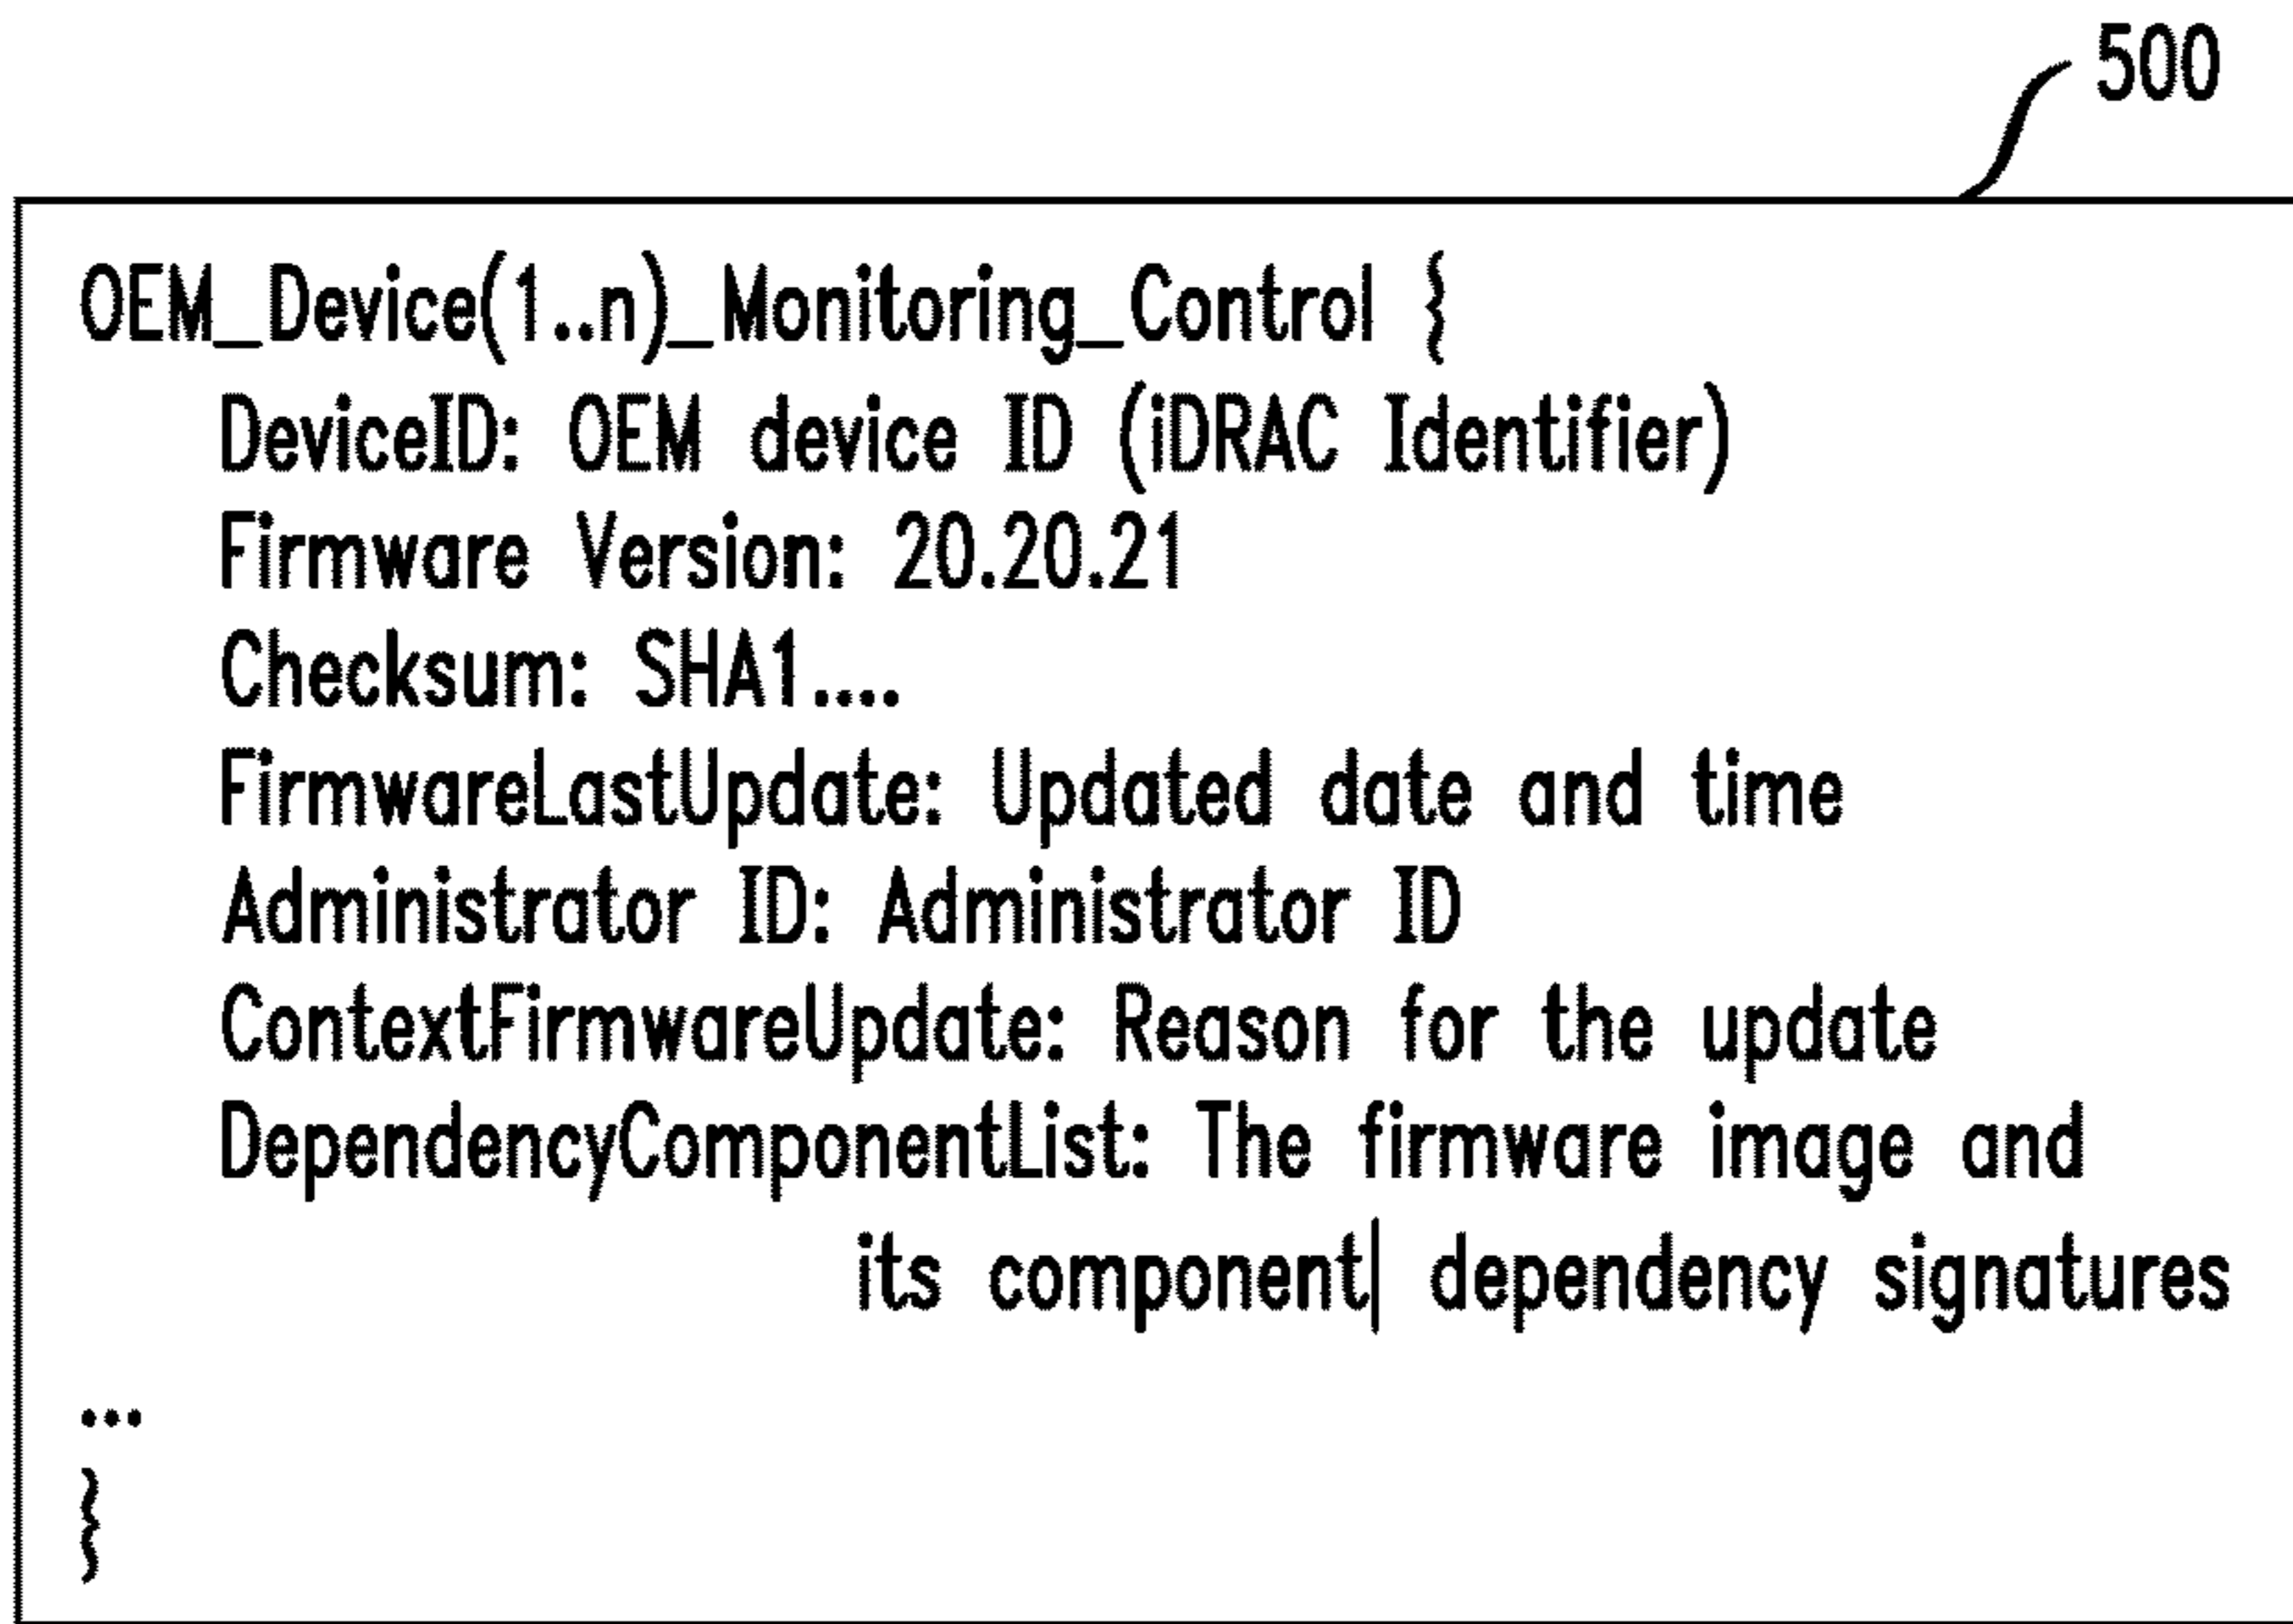 500
OEM_Device(1..n)_Monitoring_Control {
DeviceID: OEM device ID (iDRAC Identifier)
Firmware Version: 20.20.21
Checksum: SHA1....
FirmwareLastUpdate: Updated date and time
Administrator ID: Administrator ID
ContextFirmwareUpdate: Reason for the update
DependencyComponentList: The firmware image and
its component| dependency signatures
...
}